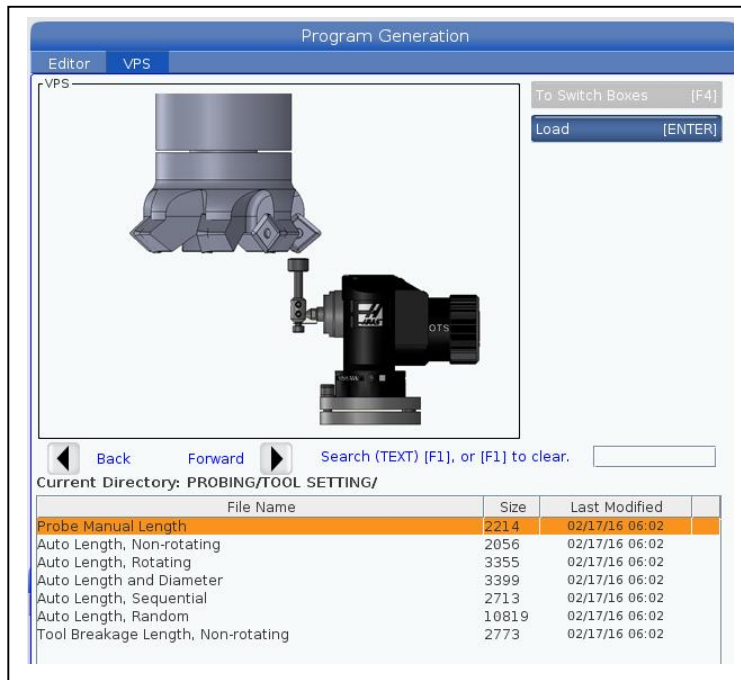 Program Generation
Editor VPS
VPS
To Switch Boxes [F4]
Load [ENTER]
HAAS
OTS
Back Forward Search (TEXT) [F1], or [F1] to clear.
Current Directory: PROBING/TOOL SETTING/
File Name Size Last Modified
Probe Manual Length 2214 02/17/16 06:02
Auto Length, Non-rotating 2056 02/17/16 06:02
Auto Length, Rotating 3355 02/17/16 06:02
Auto Length and Diameter 3399 02/17/16 06:02
Auto Length, Sequential 2713 02/17/16 06:02
Auto Length, Random 10819 02/17/16 06:02
Tool Breakage Length, Non-rotating 2773 02/17/16 06:02